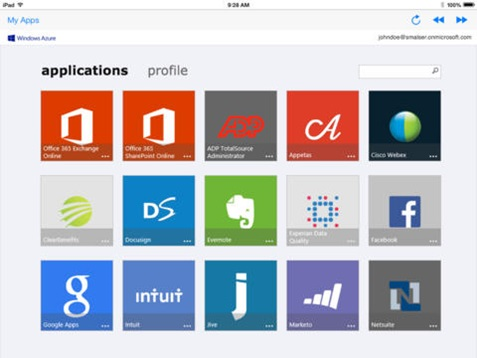 iPad 9:28 AM 100%
My Apps
Windows Azure johndoe@smalser.onmicrosoft.com
applications profile
Office 365 Exchange Online
Office 365 SharePoint Online
ADP
ADP TotalSource Administrator
A
Appetas
Cisco Webex
ClearBenefits
DS
Docusign
Evernote
Experian Data Quality
f
Facebook
g
Google Apps
intuit
Intuit
j
Jive
Marketo
N
Netsuite